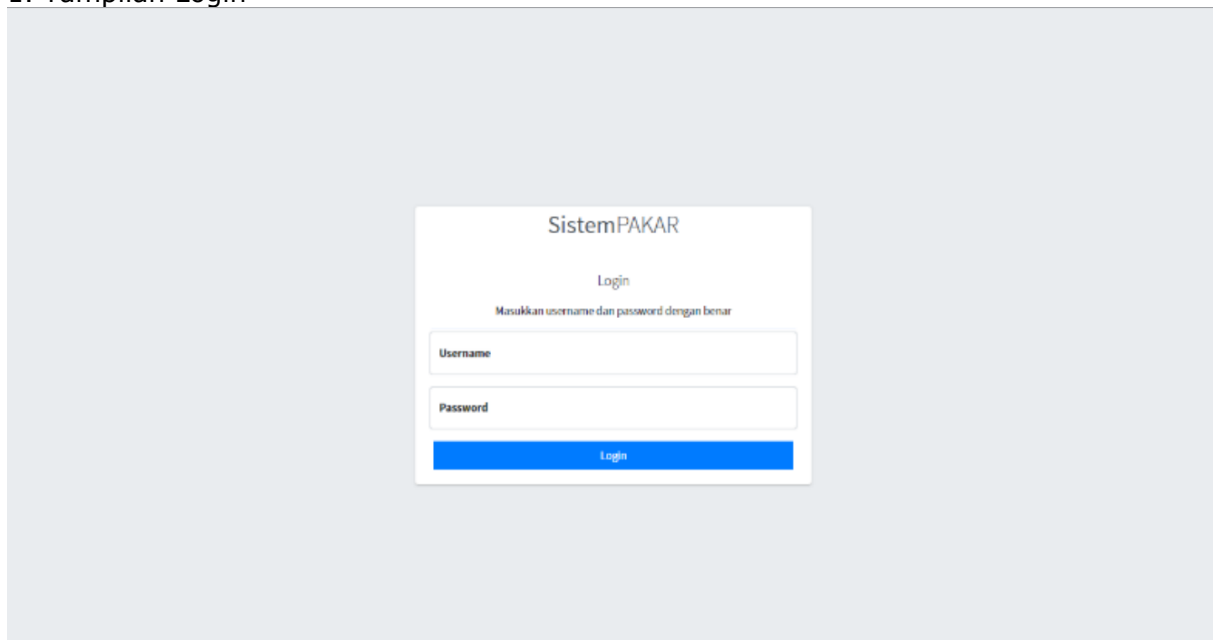 1. Tampilan Login
SistemPAKAR
Login
Masukkan username dan password dengan benar
Username
Password
Login